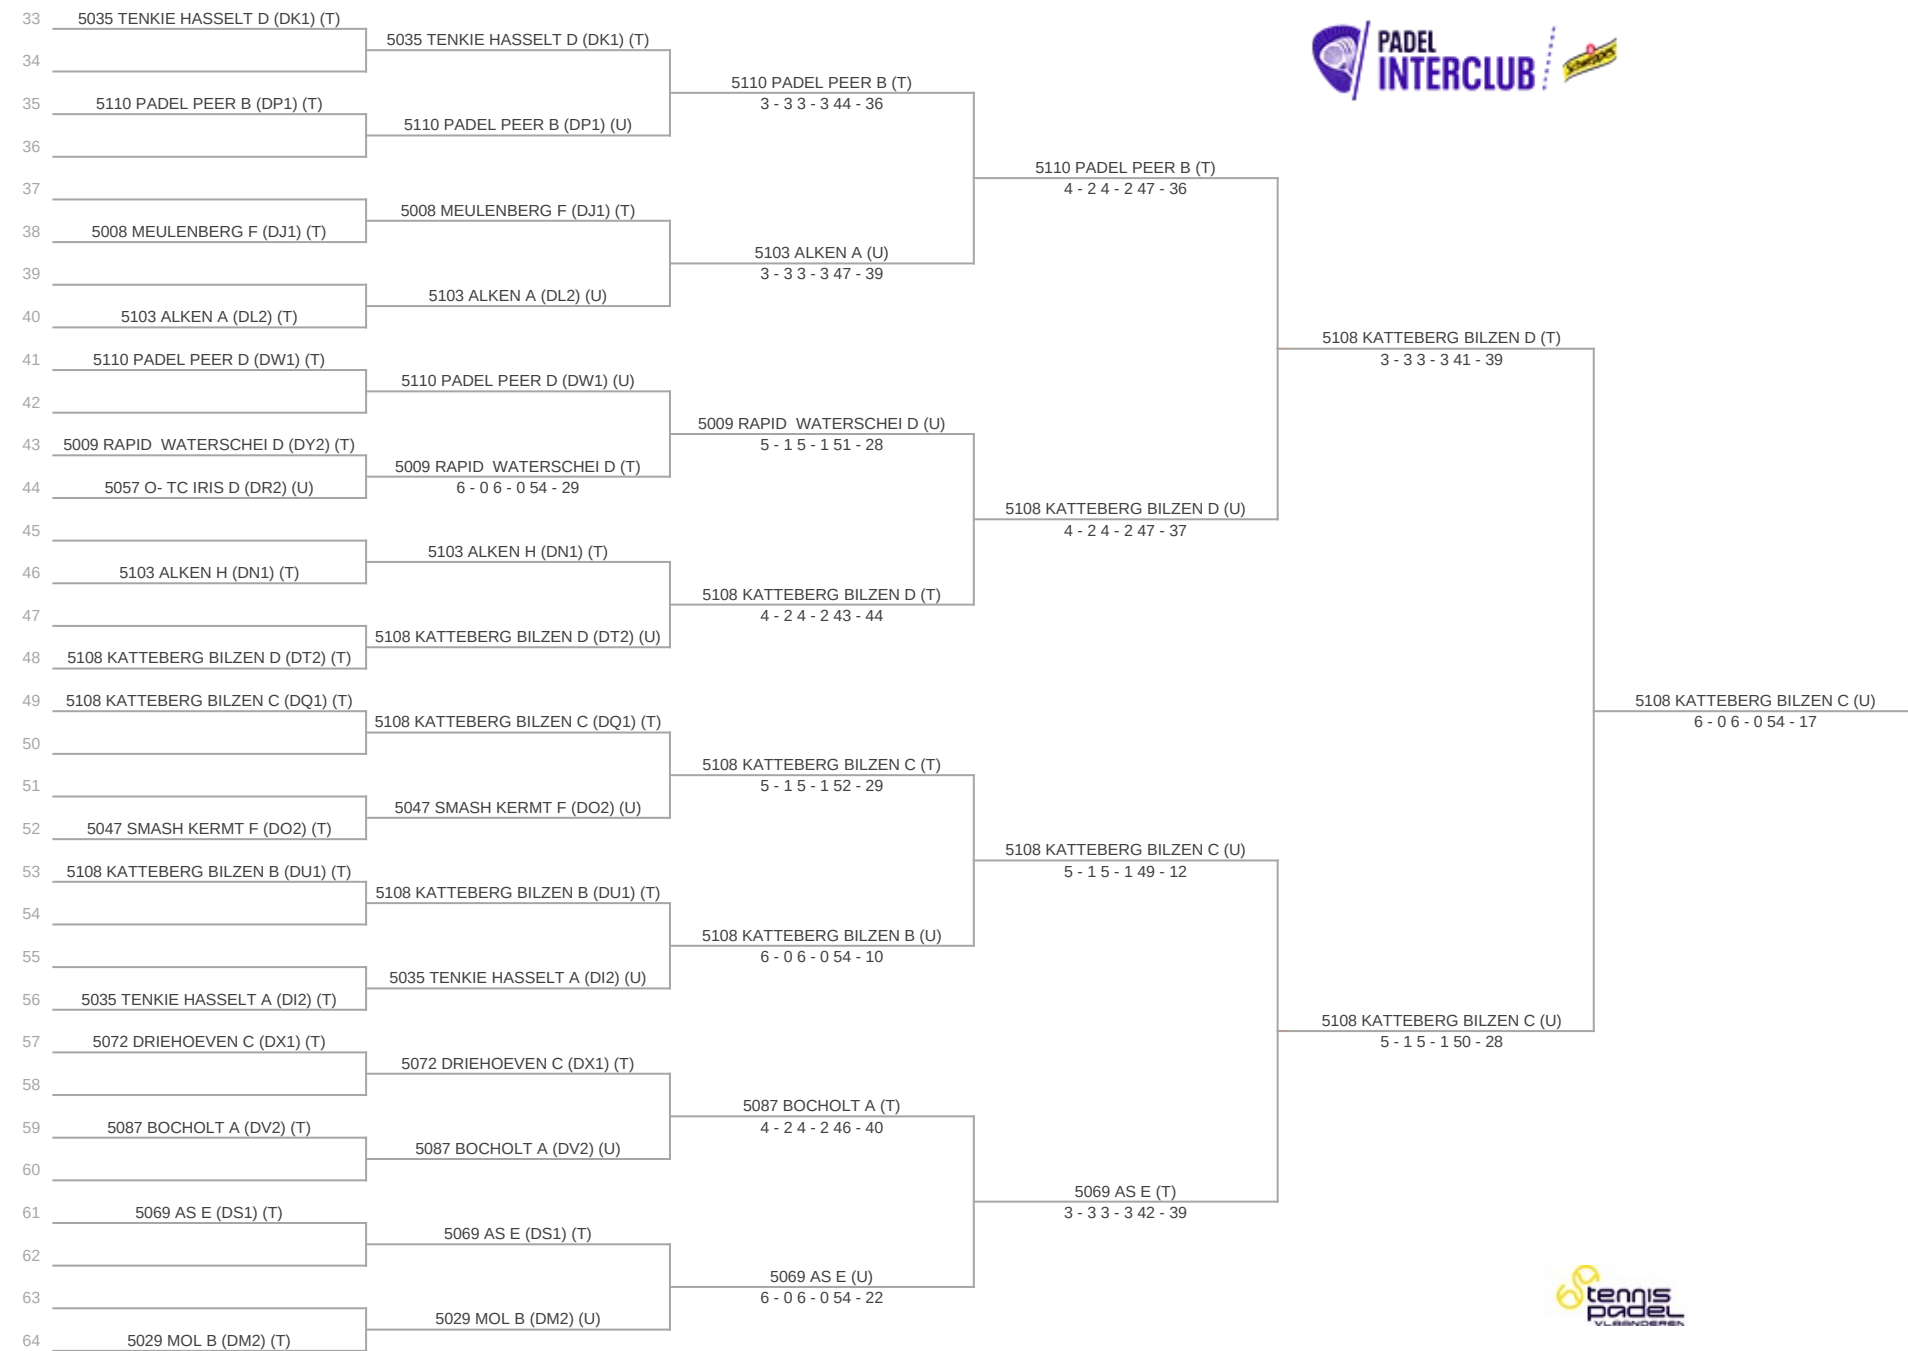 33 5035 TENKIE HASSELT D (DK1) (T)
5035 TENKIE HASSELT D (DK1) (T)
34
5110 PADEL PEER B (T)
3 - 3 3 - 3 44 - 36
35 5110 PADEL PEER B (DP1) (T)
5110 PADEL PEER B (DP1) (U)
36
5110 PADEL PEER B (T)
4 - 2 4 - 2 47 - 36
37
5008 MEULENBERG F (DJ1) (T)
38 5008 MEULENBERG F (DJ1) (T)
5103 ALKEN A (U)
3 - 3 3 - 3 47 - 39
39
5103 ALKEN A (DL2) (U)
40 5103 ALKEN A (DL2) (T)
5108 KATTEBERG BILZEN D (T)
3 - 3 3 - 3 41 - 39
41 5110 PADEL PEER D (DW1) (T)
5110 PADEL PEER D (DW1) (U)
42
5009 RAPID WATERSCHEI D (U)
5 - 1 5 - 1 51 - 28
43 5009 RAPID WATERSCHEI D (DY2) (T)
5009 RAPID WATERSCHEI D (T)
6 - 0 6 - 0 54 - 29
44 5057 O- TC IRIS D (DR2) (U)
5108 KATTEBERG BILZEN D (U)
4 - 2 4 - 2 47 - 37
45
5103 ALKEN H (DN1) (T)
46 5103 ALKEN H (DN1) (T)
5108 KATTEBERG BILZEN D (T)
4 - 2 4 - 2 43 - 44
47
5108 KATTEBERG BILZEN D (DT2) (U)
48 5108 KATTEBERG BILZEN D (DT2) (T)
5108 KATTEBERG BILZEN C (U)
6 - 0 6 - 0 54 - 17
49 5108 KATTEBERG BILZEN C (DQ1) (T)
5108 KATTEBERG BILZEN C (DQ1) (T)
50
5108 KATTEBERG BILZEN C (T)
5 - 1 5 - 1 52 - 29
51
5047 SMASH KERMT F (DO2) (U)
52 5047 SMASH KERMT F (DO2) (T)
5108 KATTEBERG BILZEN C (U)
5 - 1 5 - 1 49 - 12
53 5108 KATTEBERG BILZEN B (DU1) (T)
5108 KATTEBERG BILZEN B (DU1) (T)
54
5108 KATTEBERG BILZEN B (U)
6 - 0 6 - 0 54 - 10
55
5035 TENKIE HASSELT A (DI2) (U)
56 5035 TENKIE HASSELT A (DI2) (T)
5108 KATTEBERG BILZEN C (U)
5 - 1 5 - 1 50 - 28
57 5072 DRIEHOEVEN C (DX1) (T)
5072 DRIEHOEVEN C (DX1) (T)
58
5087 BOCHOLT A (T)
4 - 2 4 - 2 46 - 40
59 5087 BOCHOLT A (DV2) (T)
5087 BOCHOLT A (DV2) (U)
60
5069 AS E (T)
3 - 3 3 - 3 42 - 39
61 5069 AS E (DS1) (T)
5069 AS E (DS1) (T)
62
5069 AS E (U)
6 - 0 6 - 0 54 - 22
63
5029 MOL B (DM2) (U)
64 5029 MOL B (DM2) (T)
PADEL
INTERCLUB
Schweppes
tennis
padel
VLAANDEREN